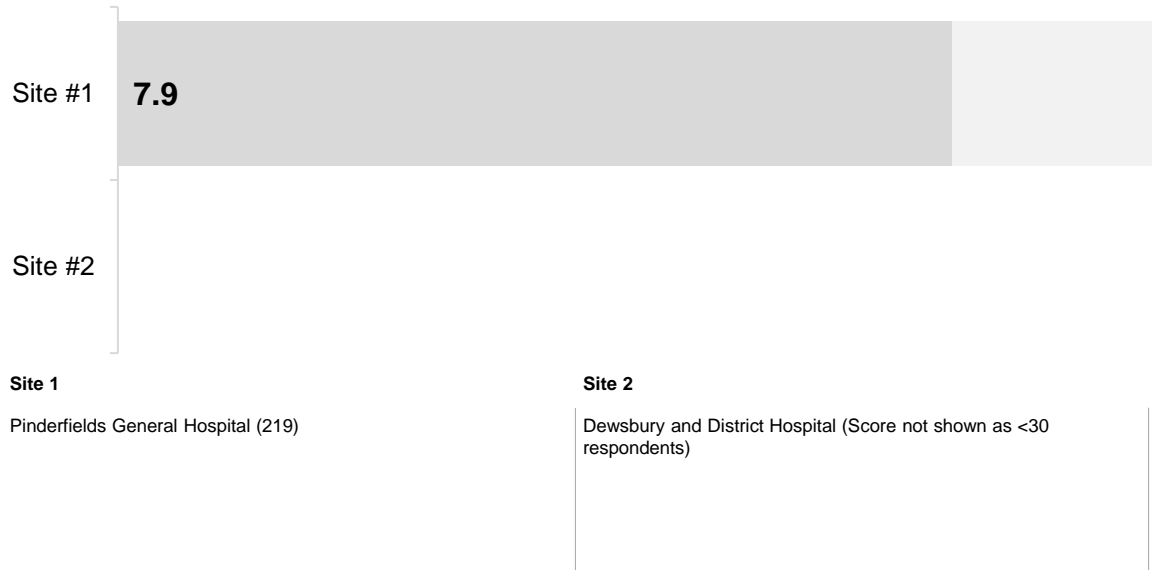 Site #1
7.9
Site #2
Site 1
Site 2
Pinderfields General Hospital (219)
Dewsbury and District Hospital (Score not shown as <30
respondents)